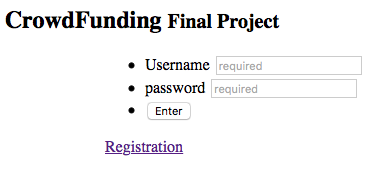 CrowdFunding Final Project
Username required
password required
Enter
Registration